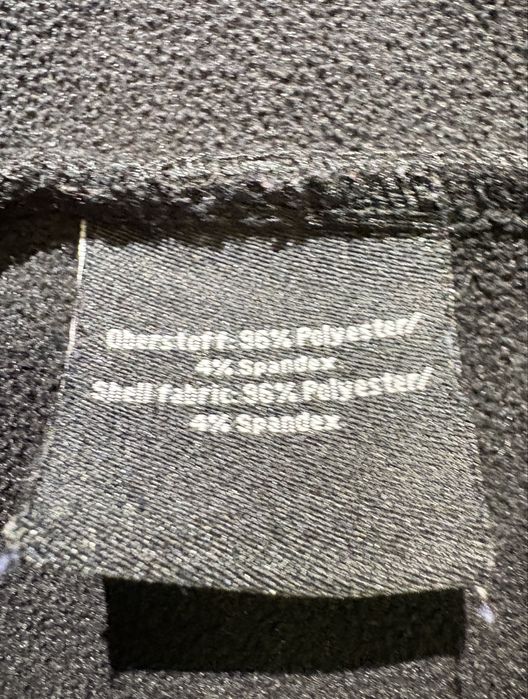 Oberstoff: 96% Polyester/
4% Spandex
Shell fabric: 96% Polyester/
4% Spandex